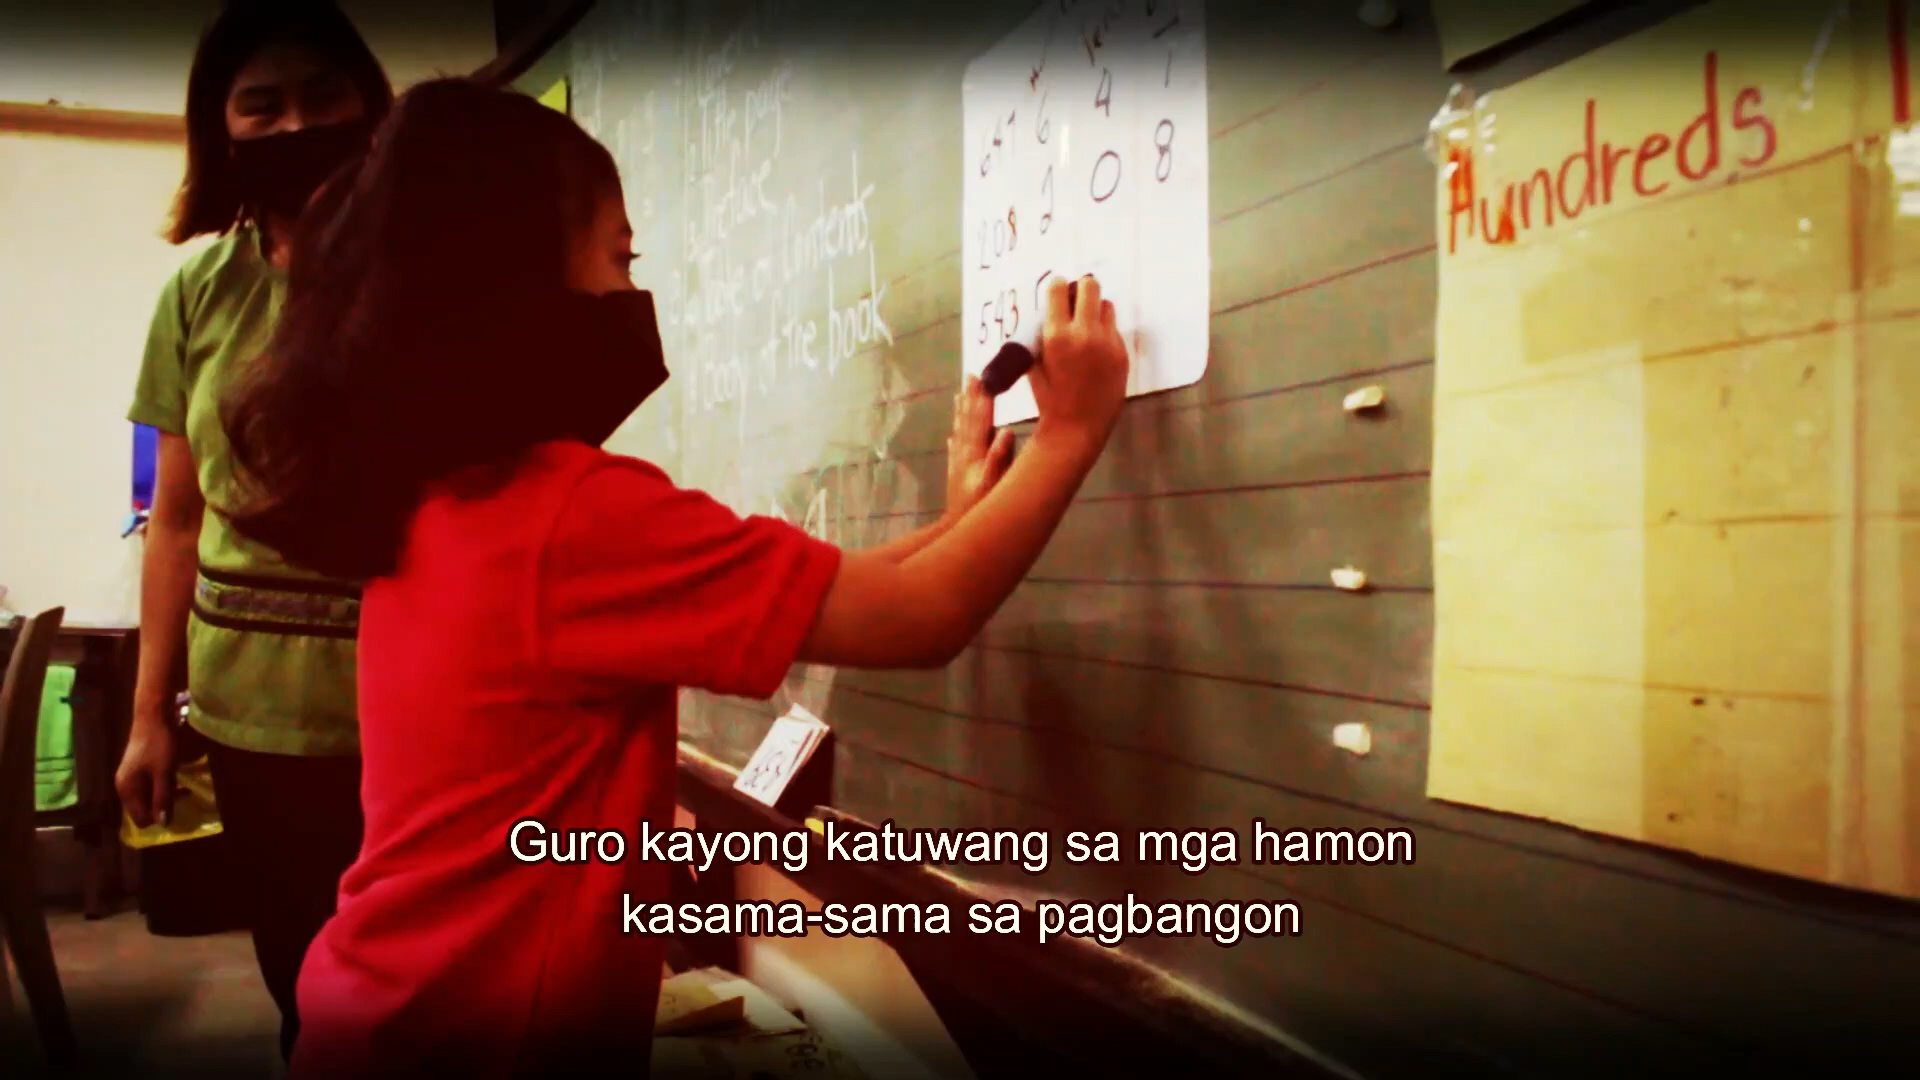 Title page
Preface
Table of Contents
Body of the book
647 6 4 7
208 2 0 8
543
Hundreds
Guro kayong katuwang sa mga hamon
kasama-sama sa pagbangon